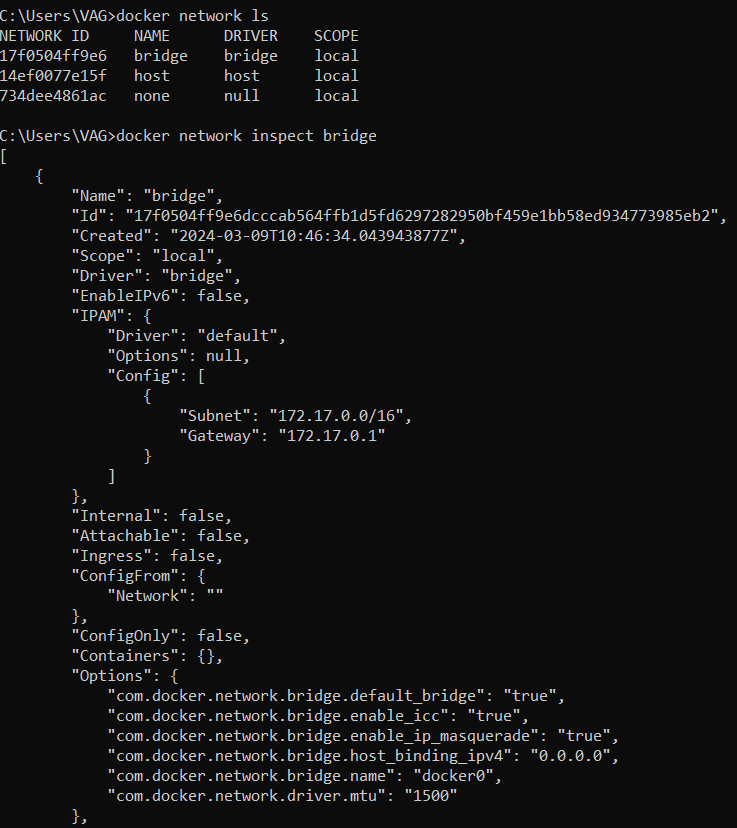 C:\Users\VAG>docker network ls
NETWORK ID     NAME      DRIVER    SCOPE
17f0504ff9e6   bridge    bridge    local
14ef0077e15f   host      host      local
734dee4861ac   none      null      local

C:\Users\VAG>docker network inspect bridge
[
    {
        "Name": "bridge",
        "Id": "17f0504ff9e6dcccab564ffb1d5fd6297282950bf459e1bb58ed934773985eb2",
        "Created": "2024-03-09T10:46:34.043943877Z",
        "Scope": "local",
        "Driver": "bridge",
        "EnableIPv6": false,
        "IPAM": {
            "Driver": "default",
            "Options": null,
            "Config": [
                {
                    "Subnet": "172.17.0.0/16",
                    "Gateway": "172.17.0.1"
                }
            ]
        },
        "Internal": false,
        "Attachable": false,
        "Ingress": false,
        "ConfigFrom": {
            "Network": ""
        },
        "ConfigOnly": false,
        "Containers": {},
        "Options": {
            "com.docker.network.bridge.default_bridge": "true",
            "com.docker.network.bridge.enable_icc": "true",
            "com.docker.network.bridge.enable_ip_masquerade": "true",
            "com.docker.network.bridge.host_binding_ipv4": "0.0.0.0",
            "com.docker.network.bridge.name": "docker0",
            "com.docker.network.driver.mtu": "1500"
        },